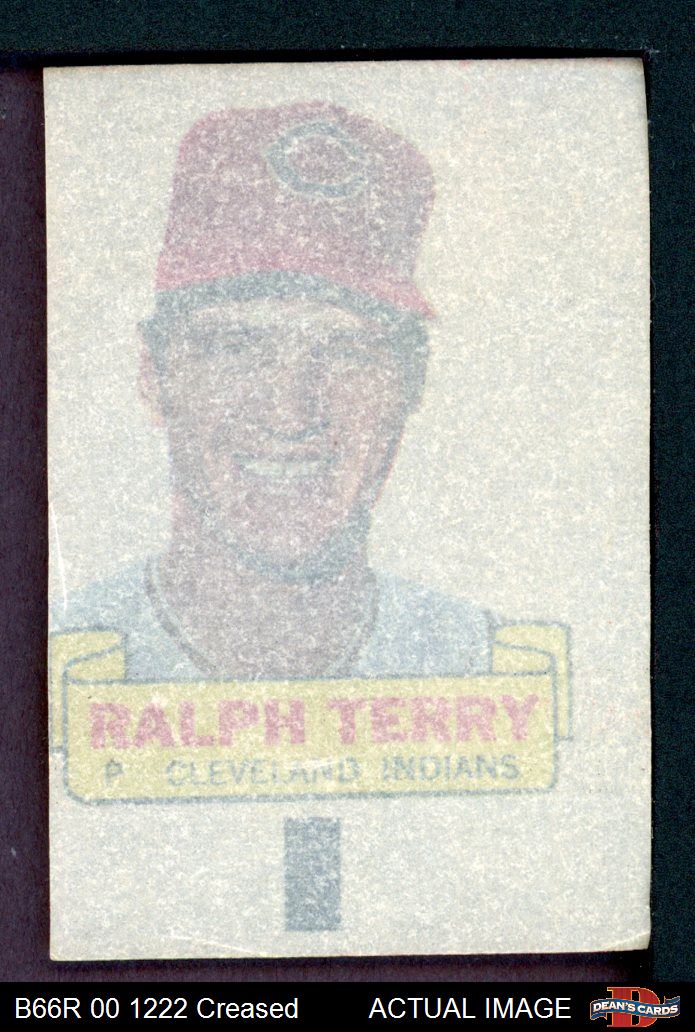 C
RALPH TERRY
P CLEVELAND INDIANS
B66R 00 1222 Creased ACTUAL IMAGE DEAN'S CARDS